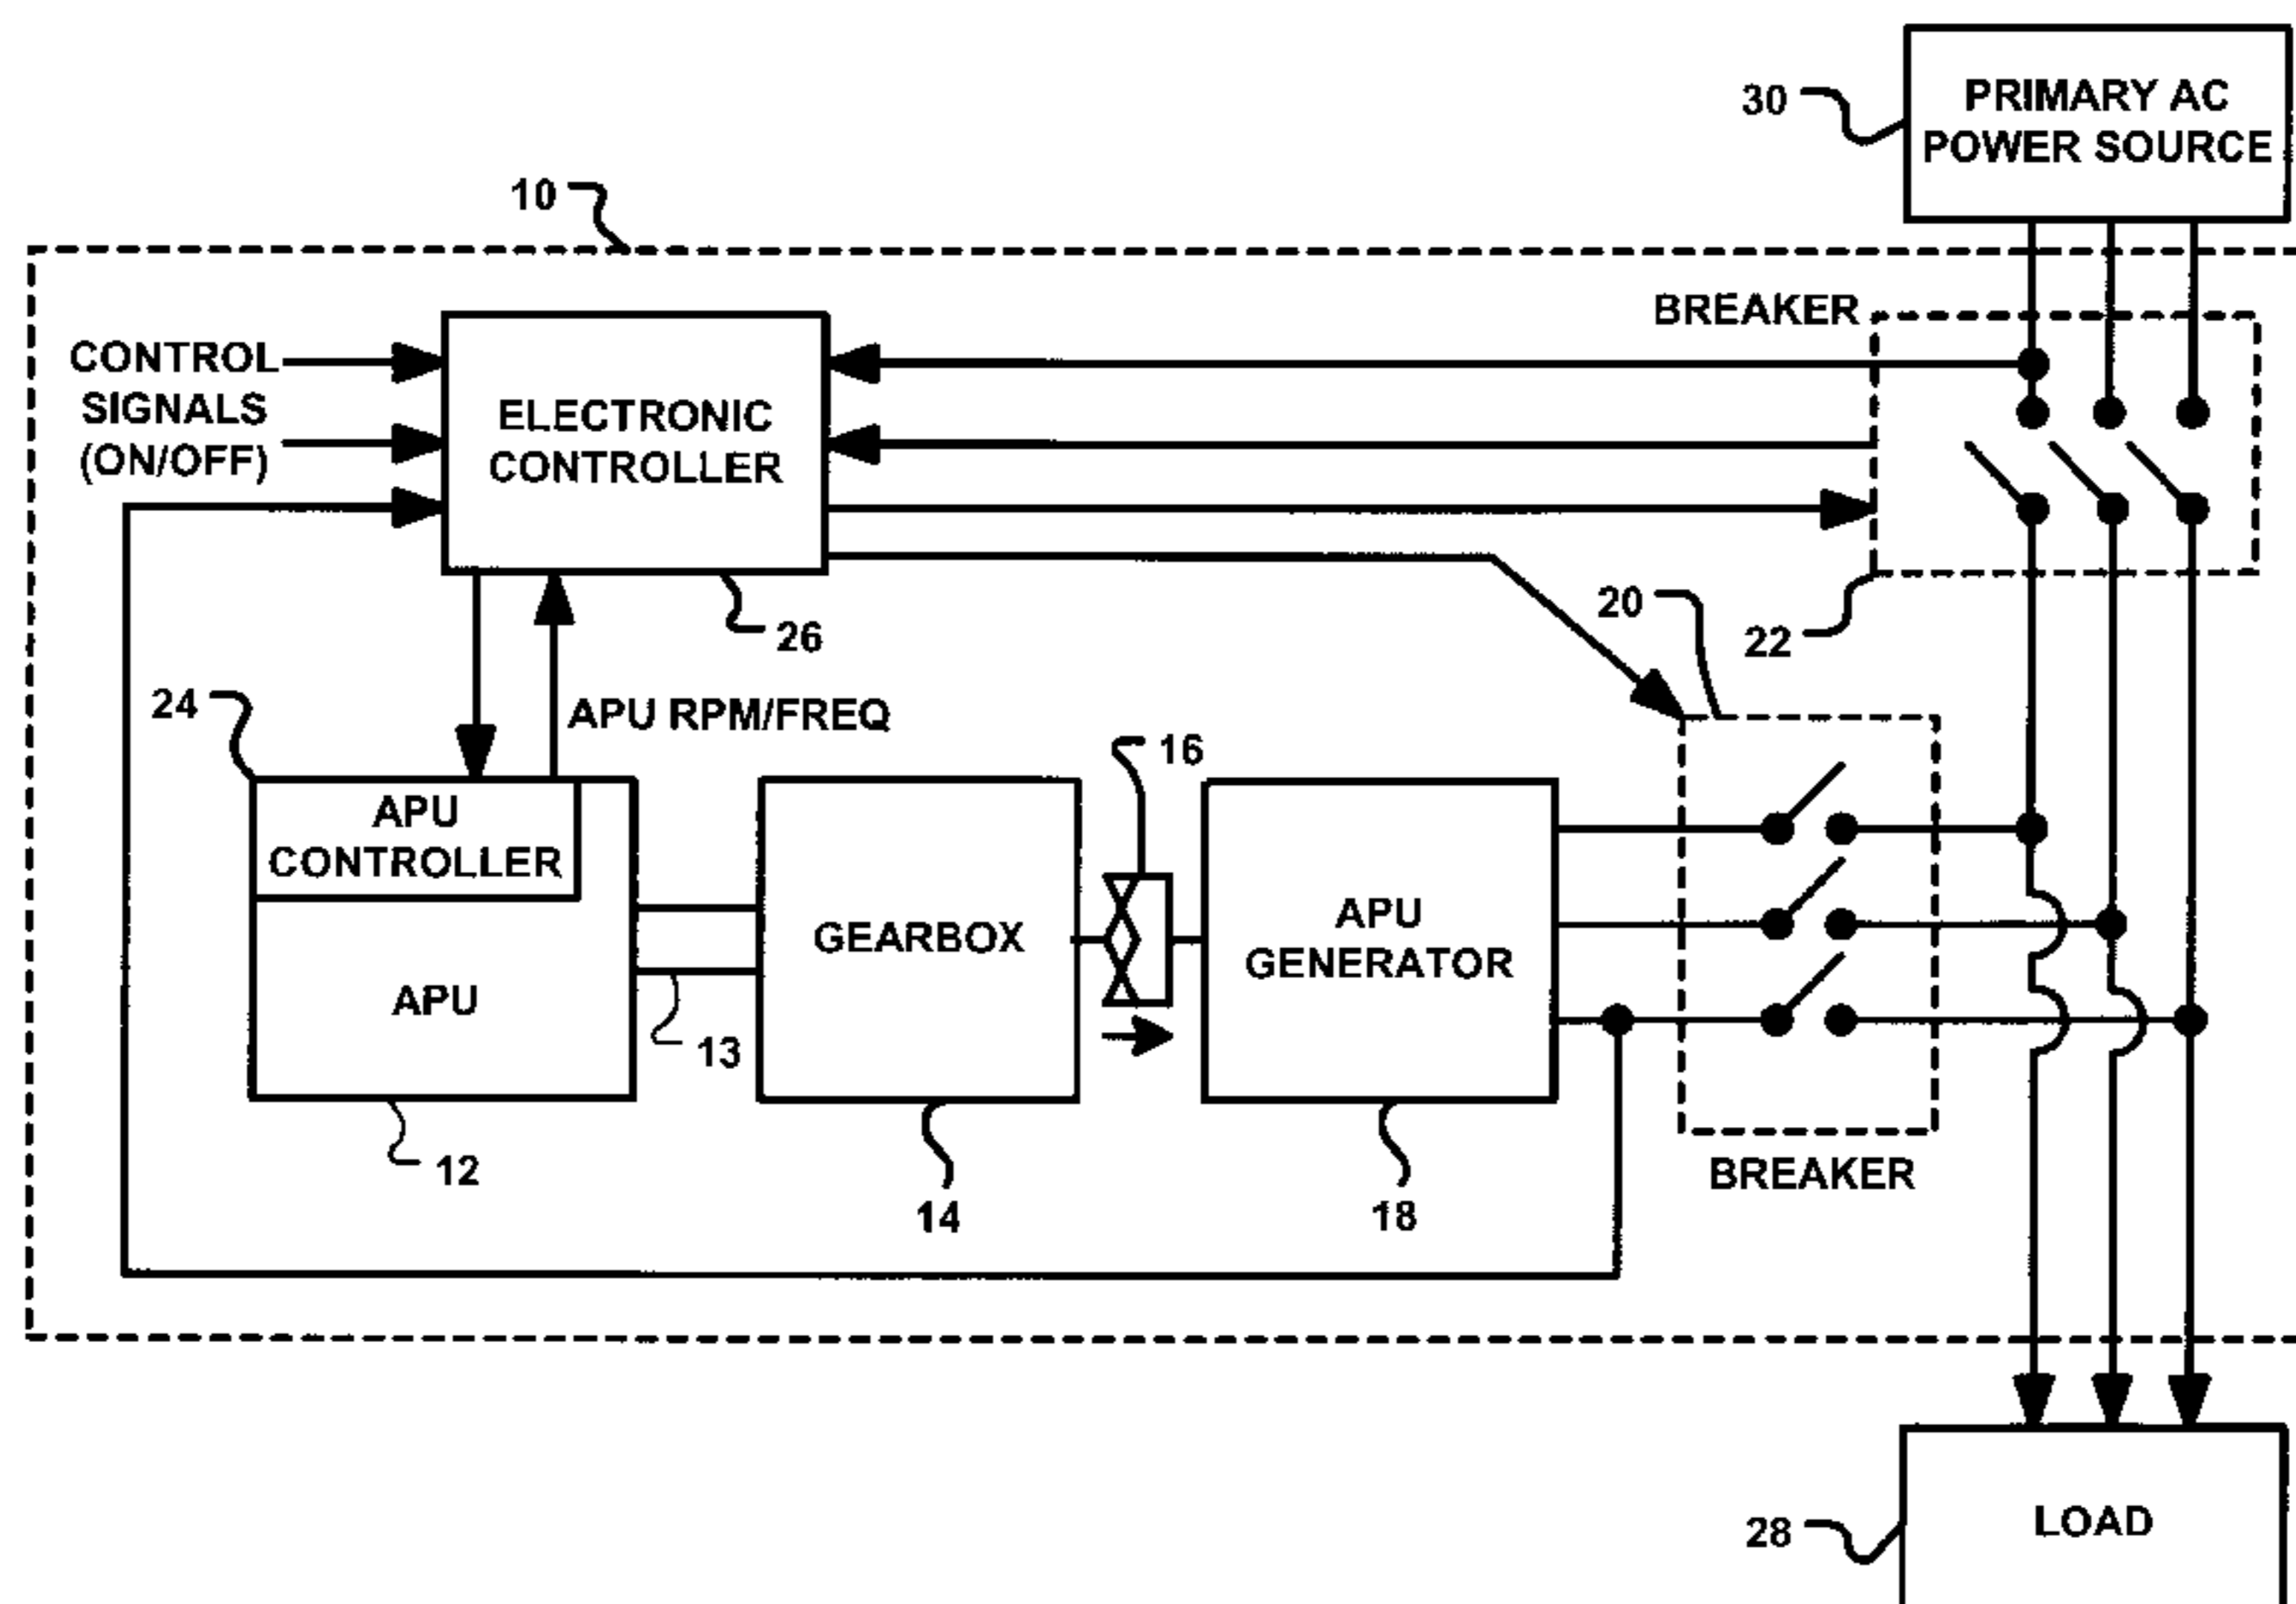 30
PRIMARY AC
POWER SOURCE
10
BREAKER
CONTROL
SIGNALS
(ON/OFF)
ELECTRONIC
CONTROLLER
26
20
22
24
APU RPM/FREQ
16
APU
CONTROLLER
APU
GEARBOX
APU
GENERATOR
13
12
14
18
BREAKER
28
LOAD